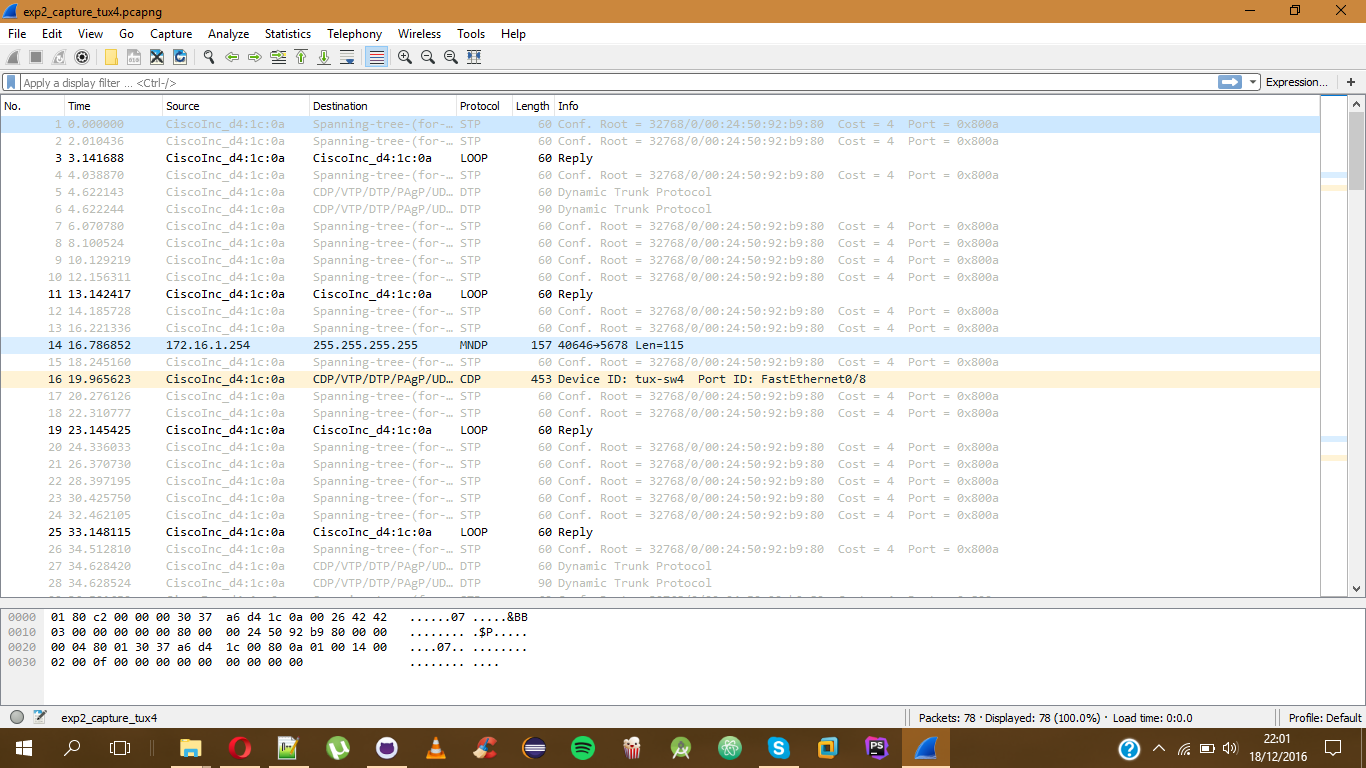 exp2_capture_tux4.pcapng
File Edit View Go Capture Analyze Statistics Telephony Wireless Tools Help
Apply a display filter ... <Ctrl-/> Expression... +
No. Time Source Destination Protocol Length Info
1 0.000000 CiscoInc_d4:1c:0a Spanning-tree-(for-… STP 60 Conf. Root = 32768/0/00:24:50:92:b9:80 Cost = 4 Port = 0x800a
2 2.010436 CiscoInc_d4:1c:0a Spanning-tree-(for-… STP 60 Conf. Root = 32768/0/00:24:50:92:b9:80 Cost = 4 Port = 0x800a
3 3.141688 CiscoInc_d4:1c:0a CiscoInc_d4:1c:0a LOOP 60 Reply
4 4.038870 CiscoInc_d4:1c:0a Spanning-tree-(for-… STP 60 Conf. Root = 32768/0/00:24:50:92:b9:80 Cost = 4 Port = 0x800a
5 4.622143 CiscoInc_d4:1c:0a CDP/VTP/DTP/PAgP/UD… DTP 60 Dynamic Trunk Protocol
6 4.622244 CiscoInc_d4:1c:0a CDP/VTP/DTP/PAgP/UD… DTP 90 Dynamic Trunk Protocol
7 6.070780 CiscoInc_d4:1c:0a Spanning-tree-(for-… STP 60 Conf. Root = 32768/0/00:24:50:92:b9:80 Cost = 4 Port = 0x800a
8 8.100524 CiscoInc_d4:1c:0a Spanning-tree-(for-… STP 60 Conf. Root = 32768/0/00:24:50:92:b9:80 Cost = 4 Port = 0x800a
9 10.129219 CiscoInc_d4:1c:0a Spanning-tree-(for-… STP 60 Conf. Root = 32768/0/00:24:50:92:b9:80 Cost = 4 Port = 0x800a
10 12.156311 CiscoInc_d4:1c:0a Spanning-tree-(for-… STP 60 Conf. Root = 32768/0/00:24:50:92:b9:80 Cost = 4 Port = 0x800a
11 13.142417 CiscoInc_d4:1c:0a CiscoInc_d4:1c:0a LOOP 60 Reply
12 14.185728 CiscoInc_d4:1c:0a Spanning-tree-(for-… STP 60 Conf. Root = 32768/0/00:24:50:92:b9:80 Cost = 4 Port = 0x800a
13 16.221336 CiscoInc_d4:1c:0a Spanning-tree-(for-… STP 60 Conf. Root = 32768/0/00:24:50:92:b9:80 Cost = 4 Port = 0x800a
14 16.786852 172.16.1.254 255.255.255.255 MNDP 157 40646→5678 Len=115
15 18.245160 CiscoInc_d4:1c:0a Spanning-tree-(for-… STP 60 Conf. Root = 32768/0/00:24:50:92:b9:80 Cost = 4 Port = 0x800a
16 19.965623 CiscoInc_d4:1c:0a CDP/VTP/DTP/PAgP/UD… CDP 453 Device ID: tux-sw4 Port ID: FastEthernet0/8
17 20.276126 CiscoInc_d4:1c:0a Spanning-tree-(for-… STP 60 Conf. Root = 32768/0/00:24:50:92:b9:80 Cost = 4 Port = 0x800a
18 22.310777 CiscoInc_d4:1c:0a Spanning-tree-(for-… STP 60 Conf. Root = 32768/0/00:24:50:92:b9:80 Cost = 4 Port = 0x800a
19 23.145425 CiscoInc_d4:1c:0a CiscoInc_d4:1c:0a LOOP 60 Reply
20 24.336033 CiscoInc_d4:1c:0a Spanning-tree-(for-… STP 60 Conf. Root = 32768/0/00:24:50:92:b9:80 Cost = 4 Port = 0x800a
21 26.370730 CiscoInc_d4:1c:0a Spanning-tree-(for-… STP 60 Conf. Root = 32768/0/00:24:50:92:b9:80 Cost = 4 Port = 0x800a
22 28.397195 CiscoInc_d4:1c:0a Spanning-tree-(for-… STP 60 Conf. Root = 32768/0/00:24:50:92:b9:80 Cost = 4 Port = 0x800a
23 30.425750 CiscoInc_d4:1c:0a Spanning-tree-(for-… STP 60 Conf. Root = 32768/0/00:24:50:92:b9:80 Cost = 4 Port = 0x800a
24 32.462105 CiscoInc_d4:1c:0a Spanning-tree-(for-… STP 60 Conf. Root = 32768/0/00:24:50:92:b9:80 Cost = 4 Port = 0x800a
25 33.148115 CiscoInc_d4:1c:0a CiscoInc_d4:1c:0a LOOP 60 Reply
26 34.512810 CiscoInc_d4:1c:0a Spanning-tree-(for-… STP 60 Conf. Root = 32768/0/00:24:50:92:b9:80 Cost = 4 Port = 0x800a
27 34.628420 CiscoInc_d4:1c:0a CDP/VTP/DTP/PAgP/UD… DTP 60 Dynamic Trunk Protocol
28 34.628524 CiscoInc_d4:1c:0a CDP/VTP/DTP/PAgP/UD… DTP 90 Dynamic Trunk Protocol
0000 01 80 c2 00 00 00 30 37 a6 d4 1c 0a 00 26 42 42 ......07 .....&BB
0010 03 00 00 00 00 00 80 00 00 24 50 92 b9 80 00 00 ........ .$P.....
0020 00 04 80 01 30 37 a6 d4 1c 00 80 0a 01 00 14 00 ....07.. ........
0030 02 00 0f 00 00 00 00 00 00 00 00 00 ........ ....
exp2_capture_tux4 Packets: 78 · Displayed: 78 (100.0%) · Load time: 0:0.0 Profile: Default
22:01
18/12/2016